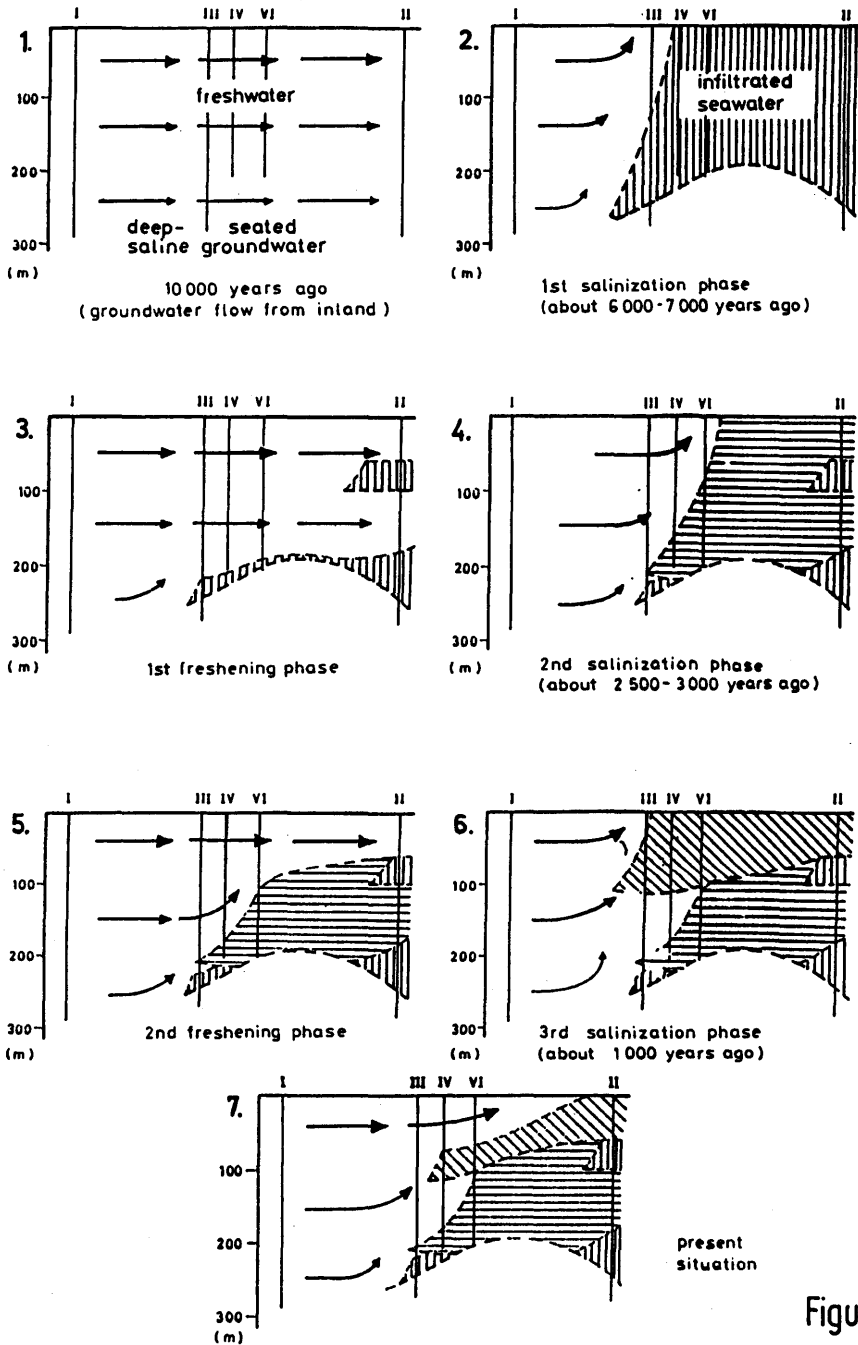 I III IV VI II
1.
freshwater
100
200
deep- seated
saline groundwater
300
(m)
10 000 years ago
(groundwater flow from inland)
I III IV VI II
2.
infiltrated
seawater
100
200
300
(m)
1st salinization phase
(about 6 000 - 7 000 years ago)
I III IV VI II
3.
100
200
300
(m)
1st freshening phase
I III IV VI II
4.
100
200
300
(m)
2nd salinization phase
(about 2 500 - 3 000 years ago)
I III IV VI II
5.
100
200
300
(m)
2nd freshening phase
I III IV VI II
6.
100
200
300
(m)
3rd salinization phase
(about 1 000 years ago)
I III IV VI II
7.
100
200
300
(m)
present
situation
Figu